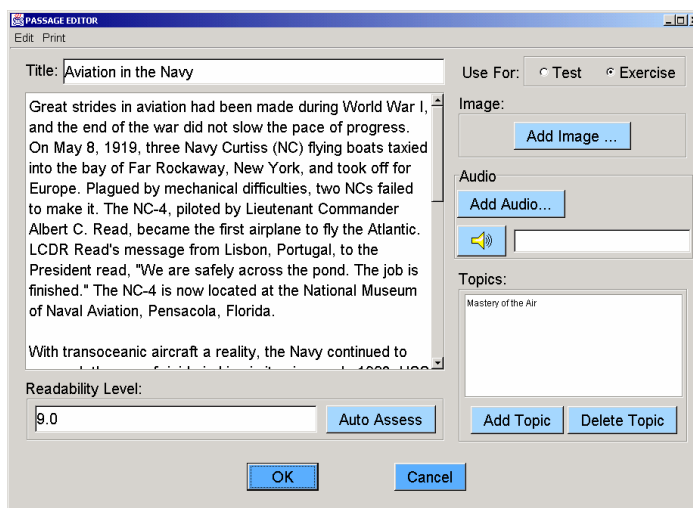 PASSAGE EDITOR
Edit Print
Title: Aviation in the Navy
Use For: Test Exercise
Great strides in aviation had been made during World War I,
and the end of the war did not slow the pace of progress.
On May 8, 1919, three Navy Curtiss (NC) flying boats taxied
into the bay of Far Rockaway, New York, and took off for
Europe. Plagued by mechanical difficulties, two NCs failed
to make it. The NC-4, piloted by Lieutenant Commander
Albert C. Read, became the first airplane to fly the Atlantic.
LCDR Read's message from Lisbon, Portugal, to the
President read, "We are safely across the pond. The job is
finished." The NC-4 is now located at the National Museum
of Naval Aviation, Pensacola, Florida.
With transoceanic aircraft a reality, the Navy continued to
Image:
Add Image ...
Audio
Add Audio...
Topics:
Mastery of the Air
Add Topic Delete Topic
Readability Level:
9.0 Auto Assess
OK Cancel